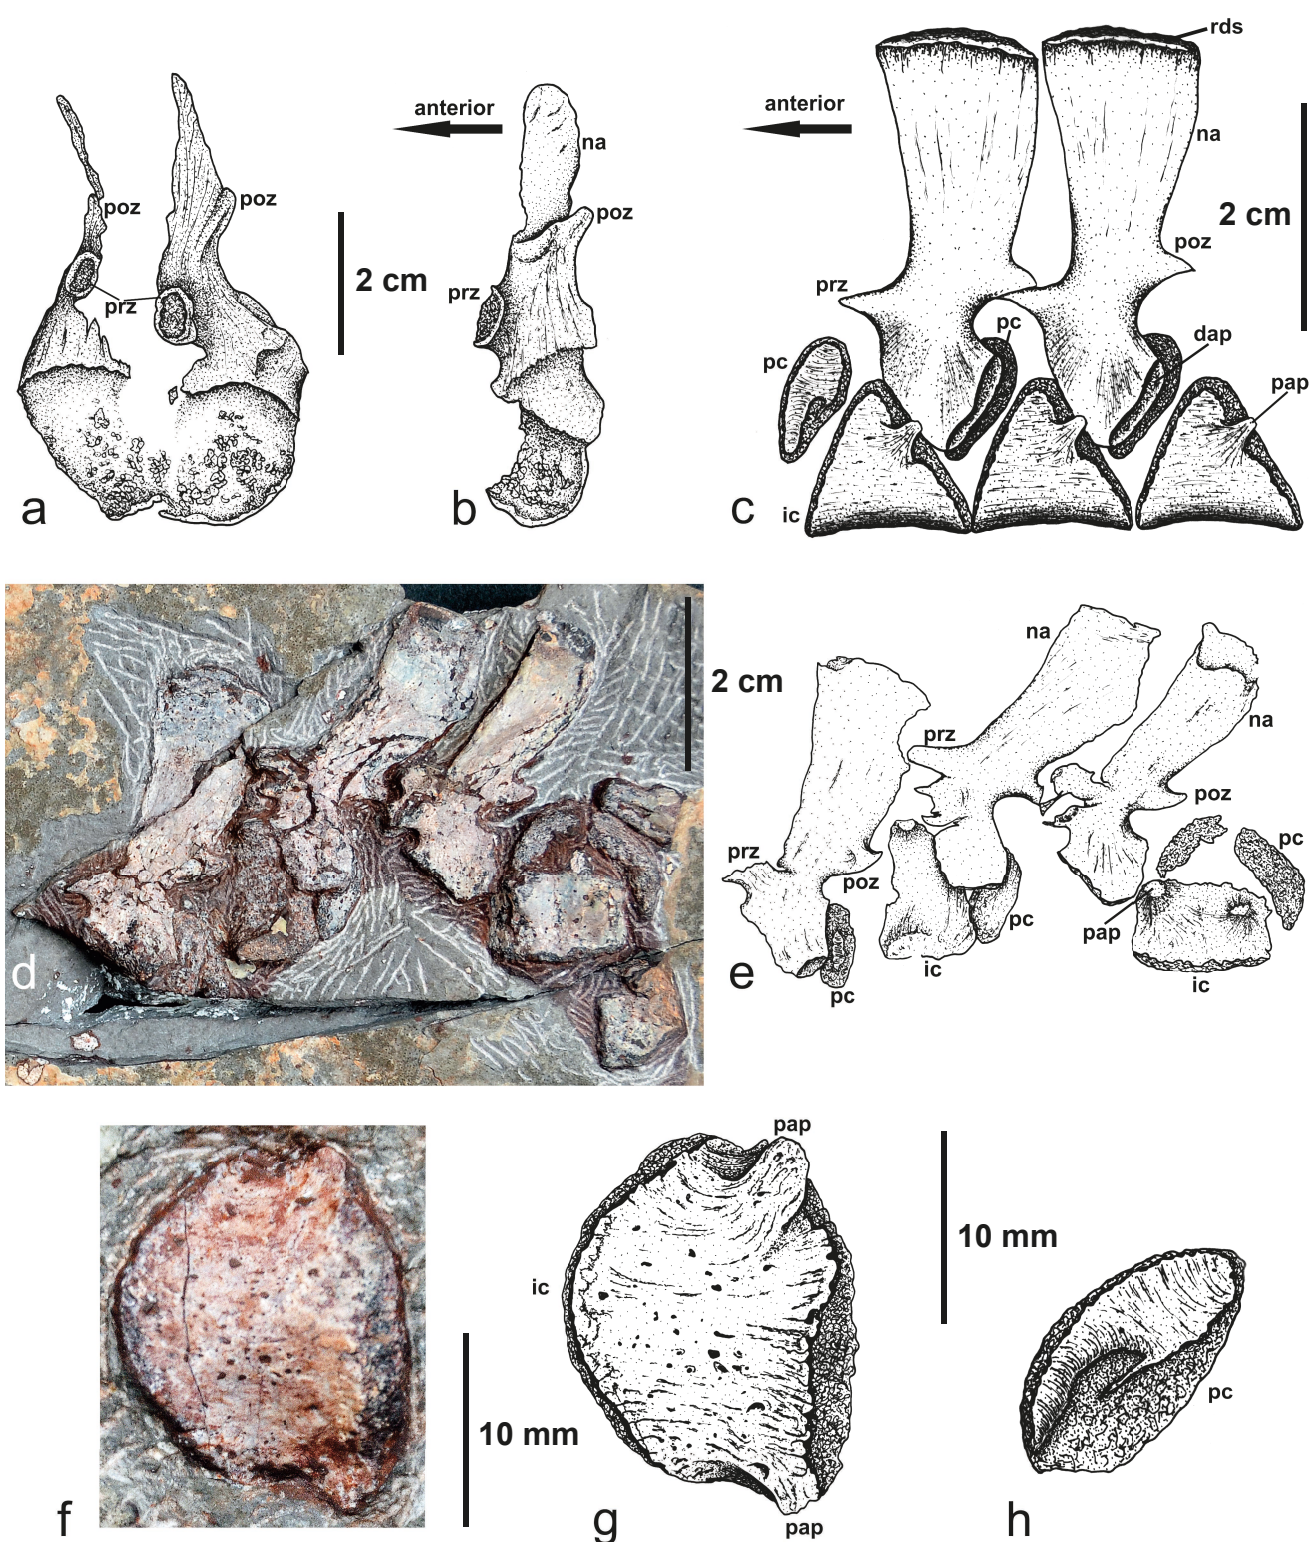 rds
anterior
anterior
na
na
poz
poz
poz
2 cm
2 cm
poz
prz
prz
prz
pc
pc
dap
pap
a
b
c
ic
na
2 cm
na
prz
poz
prz
poz
pc
pc
pap
d
e
ic
ic
pc
pap
10 mm
ic
pc
10 mm
f
g
h
pap